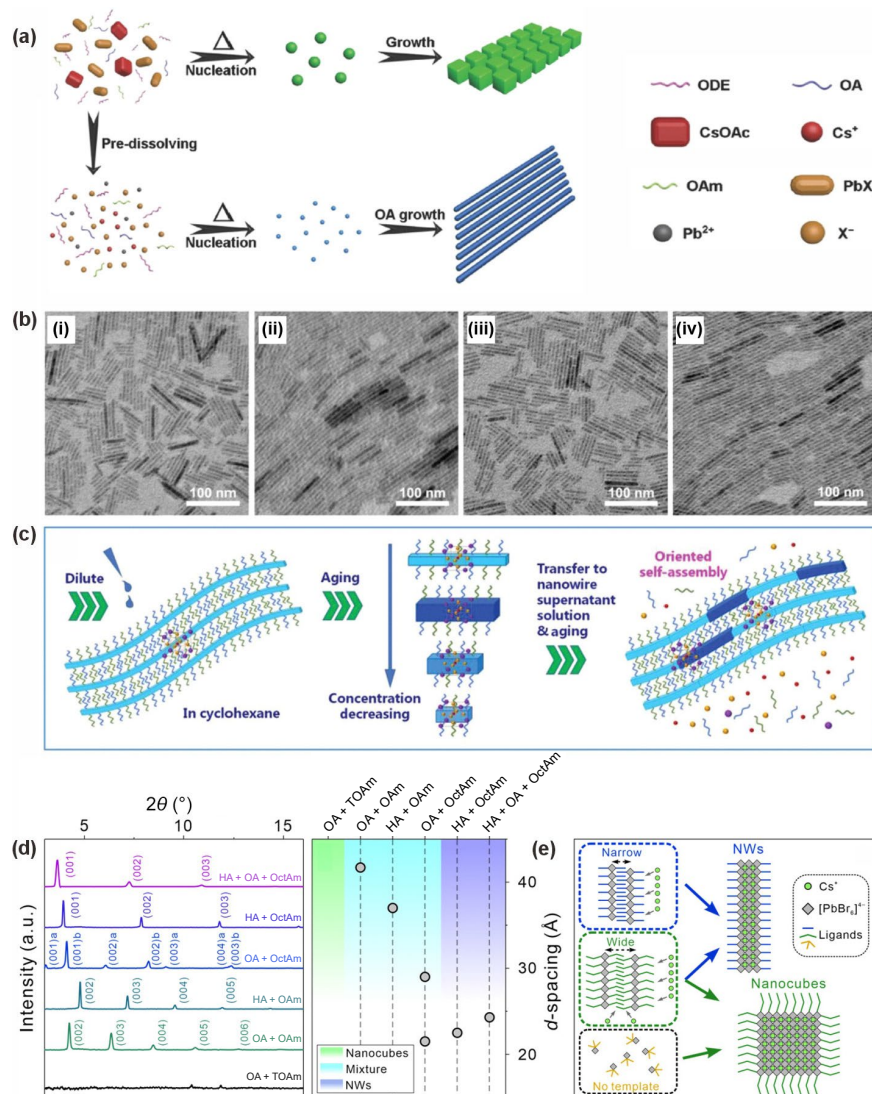 (a)
Δ
Nucleation
Growth
Pre-dissolving
Δ
Nucleation
OA growth
ODE
OA
CsOAc
Cs⁺
OAm
PbX
Pb²⁺
X⁻
(b)
(i)
(ii)
(iii)
(iv)
100 nm
100 nm
100 nm
100 nm
(c)
Dilute
In cyclohexane
Aging
Concentration
decreasing
Transfer to
nanowire
supernatant
solution
& aging
Oriented
self-assembly
(d)
2θ (°)
5
10
15
Intensity (a.u.)
(001)
(002)
(003)
HA + OA + OctAm
(001)
(002)
(003)
HA + OctAm
(001)a
(001)b
(002)a
(002)b
(003)a
(004)a
(003)b
OA + OctAm
(002)
(003)
(004)
(005)
HA + OAm
(002)
(003)
(004)
(005)
(006)
OA + OAm
OA + TOAm
OA + TOAm
OA + OAm
HA + OAm
OA + OctAm
HA + OctAm
HA + OA + OctAm
Nanocubes
Mixture
NWs
40
30
20
d-spacing (Å)
(e)
Narrow
Wide
No template
NWs
Nanocubes
Cs⁺
[PbBr₆]⁴⁻
Ligands